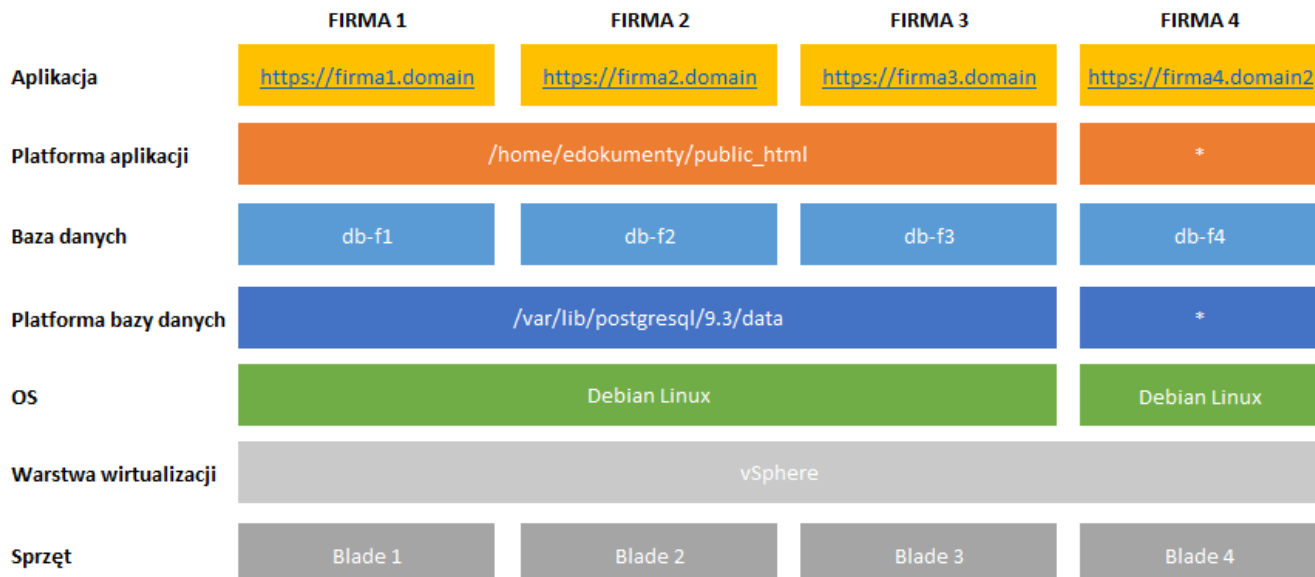 FIRMA 1 FIRMA 2 FIRMA 3 FIRMA 4
Aplikacja https://firma1.domain https://firma2.domain https://firma3.domain https://firma4.domain2
Platforma aplikacji /home/edokumenty/public_html *
Baza danych db-f1 db-f2 db-f3 db-f4
Platforma bazy danych /var/lib/postgresql/9.3/data *
OS Debian Linux Debian Linux
Warstwa wirtualizacji vSphere
Sprzęt Blade 1 Blade 2 Blade 3 Blade 4